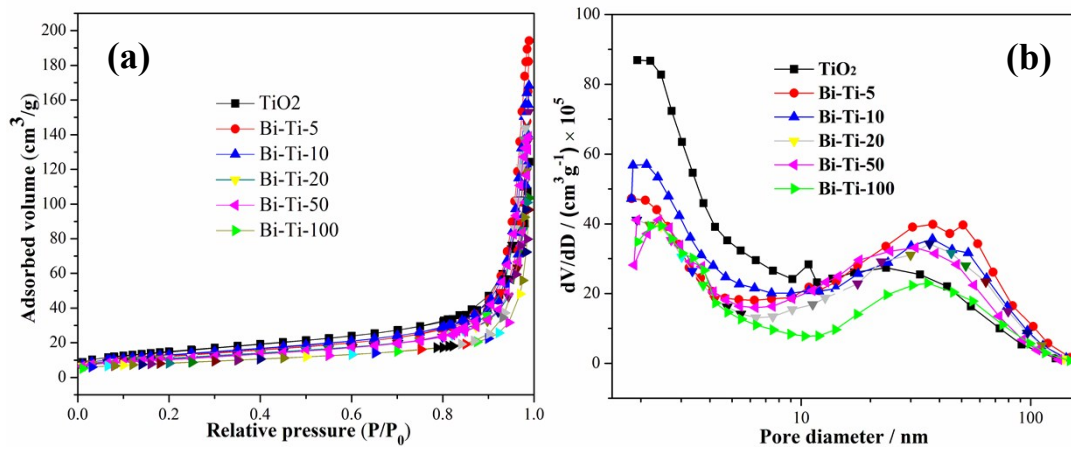 (a)
TiO2
Bi-Ti-5
Bi-Ti-10
Bi-Ti-20
Bi-Ti-50
Bi-Ti-100
Adsorbed volume (cm³/g)
200
180
160
140
120
100
80
60
40
20
0
0.0 0.2 0.4 0.6 0.8 1.0
Relative pressure (P/P₀)
(b)
TiO₂
Bi-Ti-5
Bi-Ti-10
Bi-Ti-20
Bi-Ti-50
Bi-Ti-100
dV/dD / (cm³g⁻¹) × 10⁵
100
80
60
40
20
0
10 100
Pore diameter / nm